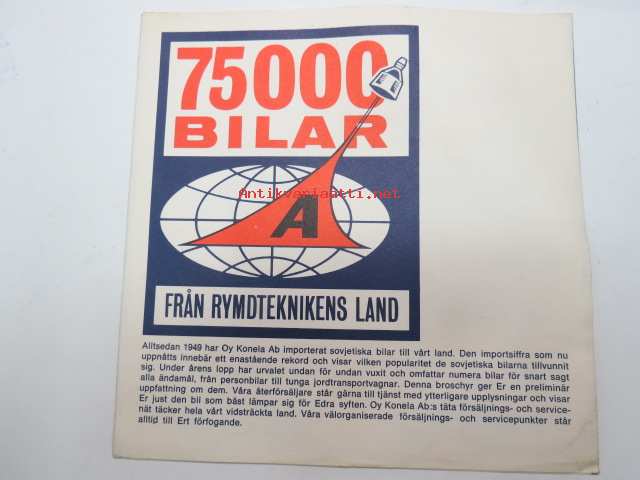 75000
BILAR
Antikvariaatti.net
A
FRÅN RYMDTEKNIKENS LAND
Alltsedan 1949 har Oy Konela Ab importerat sovjetiska bilar till vårt land. Den importsiffra som nu
uppnåtts innebär ett enastående rekord och visar vilken popularitet de sovjetiska bilarna tillvunnit
sig. Under årens lopp har urvalet undan för undan vuxit och omfattar numera bilar för snart sagt
alla ändamål, från personbilar till tunga jordtransportvagnar. Denna broschyr ger Er en preliminär
uppfattning om dem. Våra återförsäljare står gärna till tjänst med ytterligare upplysningar och visar
Er just den bil som bäst lämpar sig för Edra syften. Oy Konela Ab:s täta försäljnings- och service-
nät täcker hela vårt vidsträckta land. Våra välorganiserade försäljnings- och servicepunkter står
alltid till Ert förfogande.